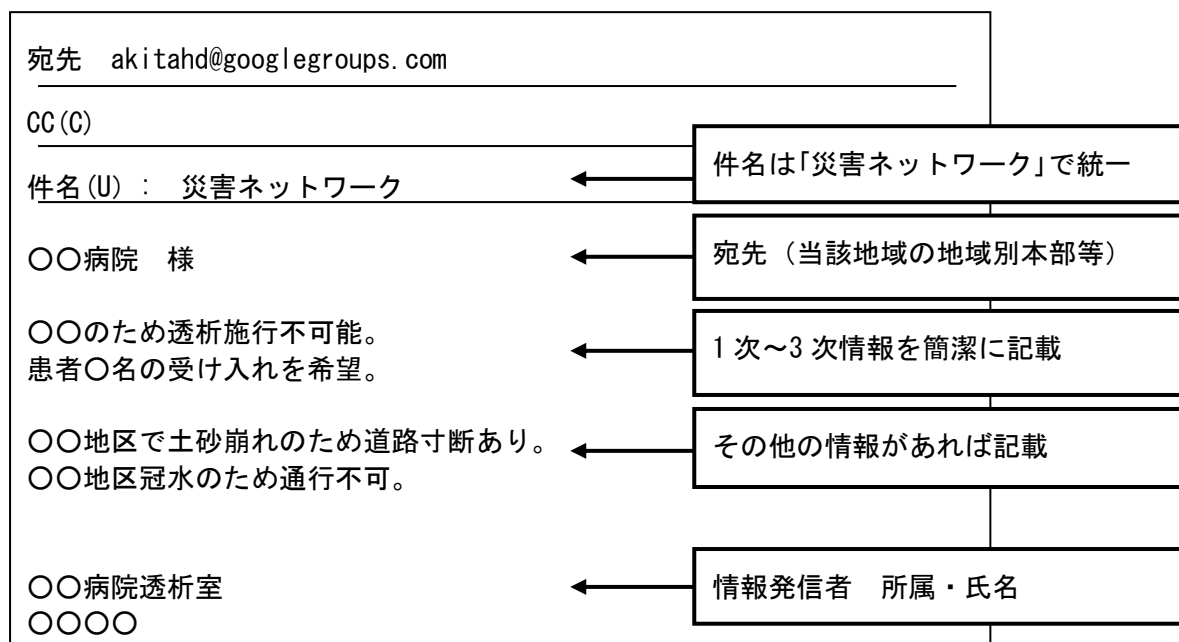 宛先　akitahd@googlegroups.com
CC(C)
件名(U)：　災害ネットワーク
件名は「災害ネットワーク」で統一
〇〇病院　様
宛先（当該地域の地域別本部等）
〇〇のため透析施行不可能。
患者〇名の受け入れを希望。
1次～3次情報を簡潔に記載
〇〇地区で土砂崩れのため道路寸断あり。
〇〇地区冠水のため通行不可。
その他の情報があれば記載
〇〇病院透析室
〇〇〇〇
情報発信者　所属・氏名